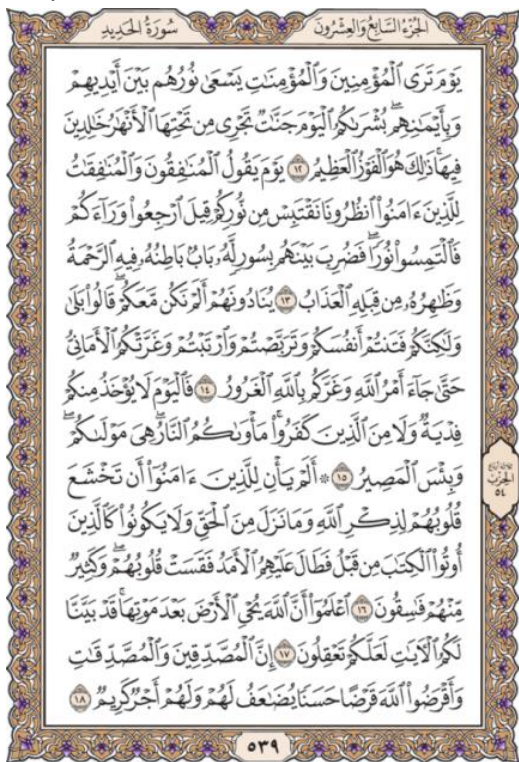 سُورَةُ الحَدِيدِ
الجُزْءُ السَّابِعُ وَالعِشْرُونَ
يَوْمَ تَرَى ٱلْمُؤْمِنِينَ وَٱلْمُؤْمِنَٰتِ يَسْعَىٰ نُورُهُم بَيْنَ أَيْدِيهِمْ
وَبِأَيْمَٰنِهِمۖ بُشْرَىٰكُمُ ٱلْيَوْمَ جَنَّٰتٌ تَجْرِى مِن تَحْتِهَا ٱلْأَنْهَٰرُ خَٰلِدِينَ
فِيهَاۚ ذَٰلِكَ هُوَ ٱلْفَوْزُ ٱلْعَظِيمُ ١٢ يَوْمَ يَقُولُ ٱلْمُنَٰفِقُونَ وَٱلْمُنَٰفِقَٰتُ
لِلَّذِينَ ءَامَنُوا۟ ٱنظُرُونَا نَقْتَبِسْ مِن نُّورِكُمْ قِيلَ ٱرْجِعُوا۟ وَرَآءَكُمْ
فَٱلْتَمِسُوا۟ نُورًاۖ فَضُرِبَ بَيْنَهُم بِسُورٍ لَّهُۥ بَابٌۢ بَاطِنُهُۥ فِيهِ ٱلرَّحْمَةُ
وَظَٰهِرُهُۥ مِن قِبَلِهِ ٱلْعَذَابُ ١٣ يُنَادُونَهُمْ أَلَمْ نَكُن مَّعَكُمْۖ قَالُوا۟ بَلَىٰ
وَلَٰكِنَّكُمْ فَتَنتُمْ أَنفُسَكُمْ وَتَرَبَّصْتُمْ وَٱرْتَبْتُمْ وَغَرَّتْكُمُ ٱلْأَمَانِىُّ
حَتَّىٰ جَآءَ أَمْرُ ٱللَّهِ وَغَرَّكُم بِٱللَّهِ ٱلْغَرُورُ ١٤ فَٱلْيَوْمَ لَا يُؤْخَذُ مِنكُمْ
فِدْيَةٌ وَلَا مِنَ ٱلَّذِينَ كَفَرُوا۟ۚ مَأْوَىٰكُمُ ٱلنَّارُۖ هِىَ مَوْلَىٰكُمْۖ
وَبِئْسَ ٱلْمَصِيرُ ١٥ ۞ أَلَمْ يَأْنِ لِلَّذِينَ ءَامَنُوٓا۟ أَن تَخْشَعَ
قُلُوبُهُمْ لِذِكْرِ ٱللَّهِ وَمَا نَزَلَ مِنَ ٱلْحَقِّ وَلَا يَكُونُوا۟ كَٱلَّذِينَ
أُوتُوا۟ ٱلْكِتَٰبَ مِن قَبْلُ فَطَالَ عَلَيْهِمُ ٱلْأَمَدُ فَقَسَتْ قُلُوبُهُمْۖ وَكَثِيرٌ
مِّنْهُمْ فَٰسِقُونَ ١٦ ٱعْلَمُوٓا۟ أَنَّ ٱللَّهَ يُحْىِ ٱلْأَرْضَ بَعْدَ مَوْتِهَاۚ قَدْ بَيَّنَّا
لَكُمُ ٱلْءَايَٰتِ لَعَلَّكُمْ تَعْقِلُونَ ١٧ إِنَّ ٱلْمُصَّدِّقِينَ وَٱلْمُصَّدِّقَٰتِ
وَأَقْرَضُوا۟ ٱللَّهَ قَرْضًا حَسَنًا يُضَٰعَفُ لَهُمْ وَلَهُمْ أَجْرٌ كَرِيمٌ ١٨
الحِزْب
٥٤
٥٣٩